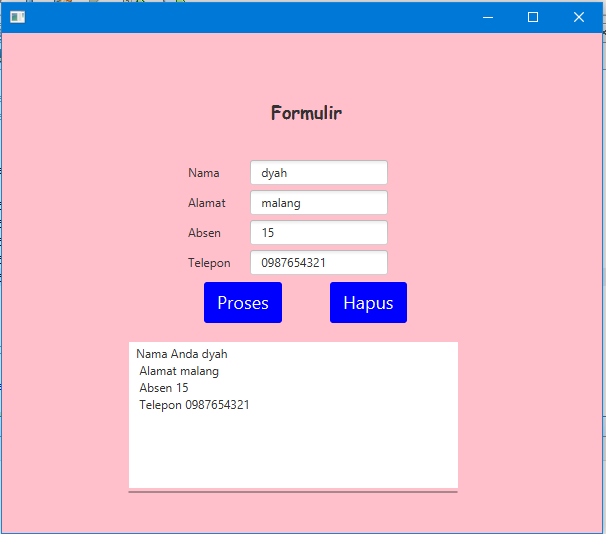 Formulir
Nama dyah
Alamat malang
Absen 15
Telepon 0987654321
Proses Hapus
Nama Anda dyah
Alamat malang
Absen 15
Telepon 0987654321